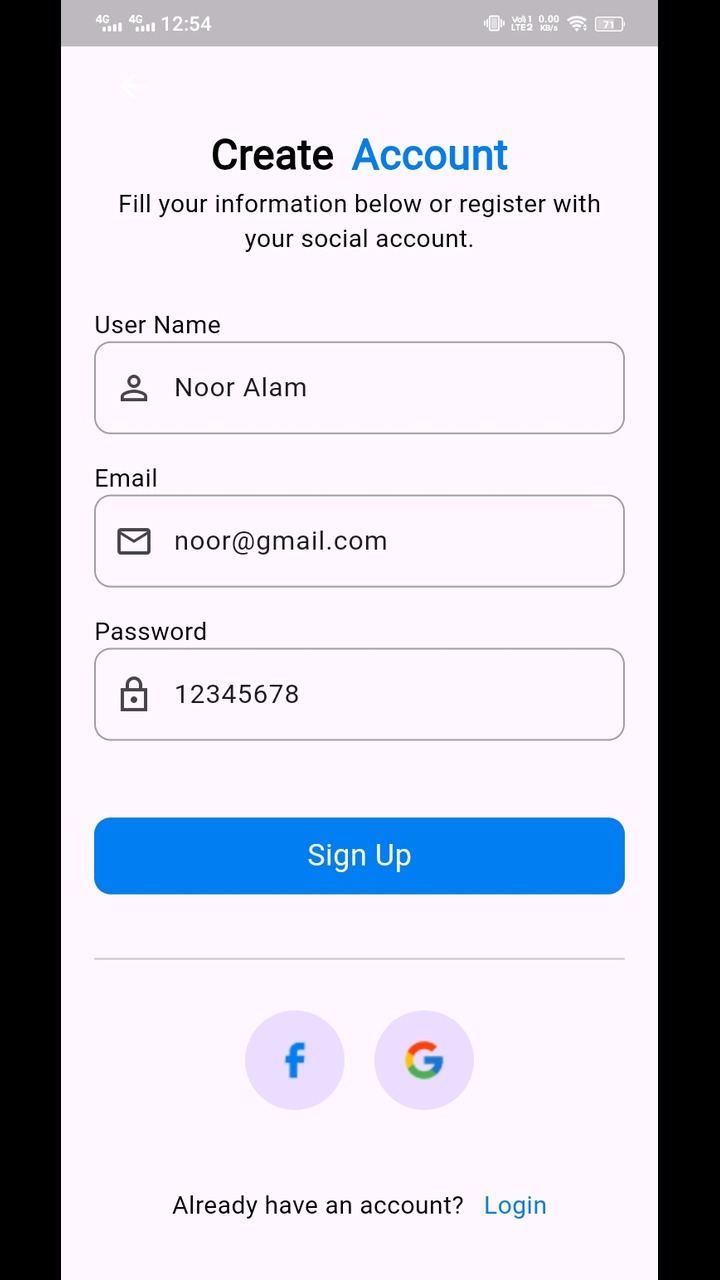 4G 4G 12:54 Vo) 1 LTE2 0.00 KB/s 71
Create Account
Fill your information below or register with
your social account.
User Name
Noor Alam
Email
noor@gmail.com
Password
12345678
Sign Up
f G
Already have an account? Login